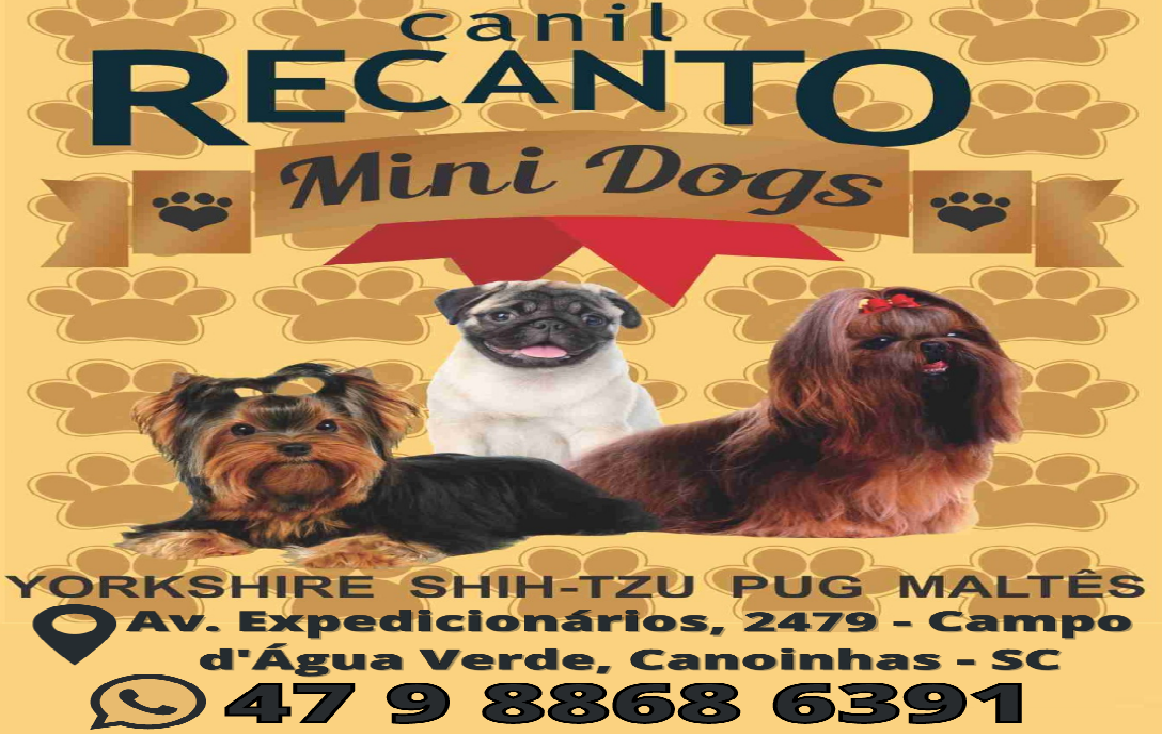 canil
RECANTO
Mini Dogs
YORKSHIRE SHIH-TZU PUG MALTÊS
Av. Expedicionários, 2479 - Campo
d'Água Verde, Canoinhas - SC
47 9 8868 6391